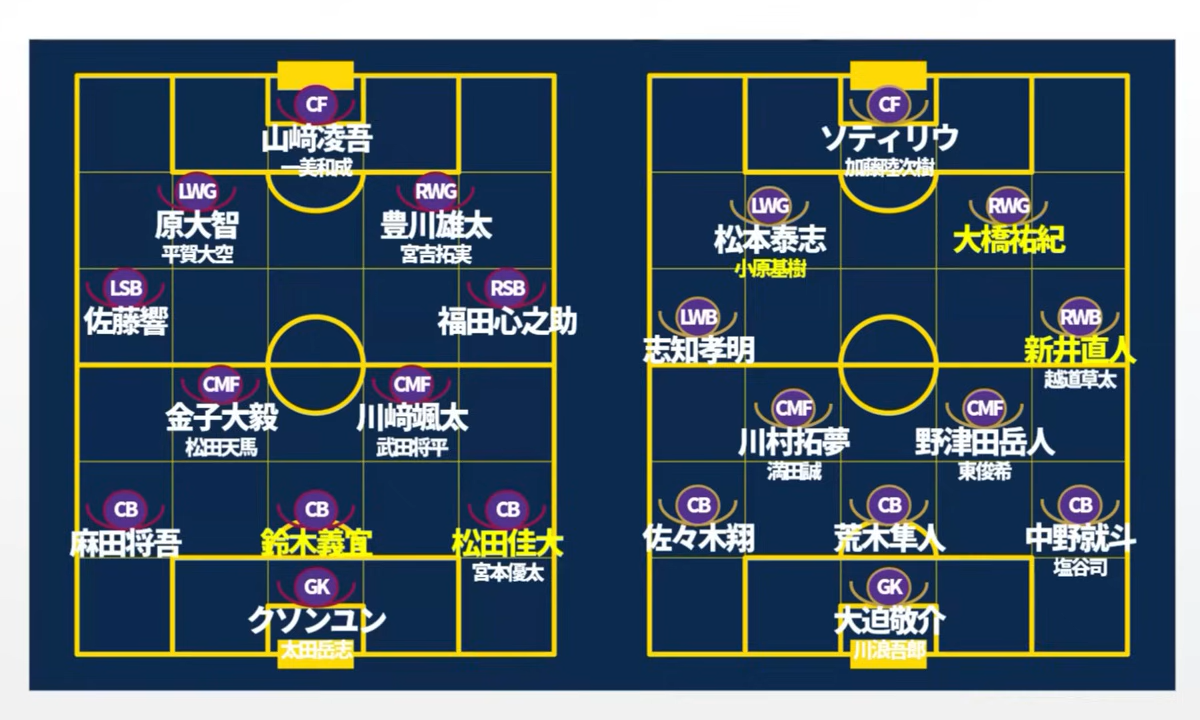 CF
山﨑凌吾
一美和成
LWG
原大智
平賀大空
RWG
豊川雄太
宮吉拓実
LSB
佐藤響
RSB
福田心之助
CMF
金子大毅
松田天馬
CMF
川﨑颯太
武田将平
CB
麻田将吾
CB
鈴木義宜
CB
松田佳大
宮本優太
GK
クソンユン
太田岳志
CF
ソティリウ
加藤陸次樹
LWG
松本泰志
小原基樹
RWG
大橋祐紀
LWB
志知孝明
RWB
新井直人
越道草太
CMF
川村拓夢
満田誠
CMF
野津田岳人
東俊希
CB
佐々木翔
CB
荒木隼人
CB
中野就斗
塩谷司
GK
大迫敬介
川浪吾郎